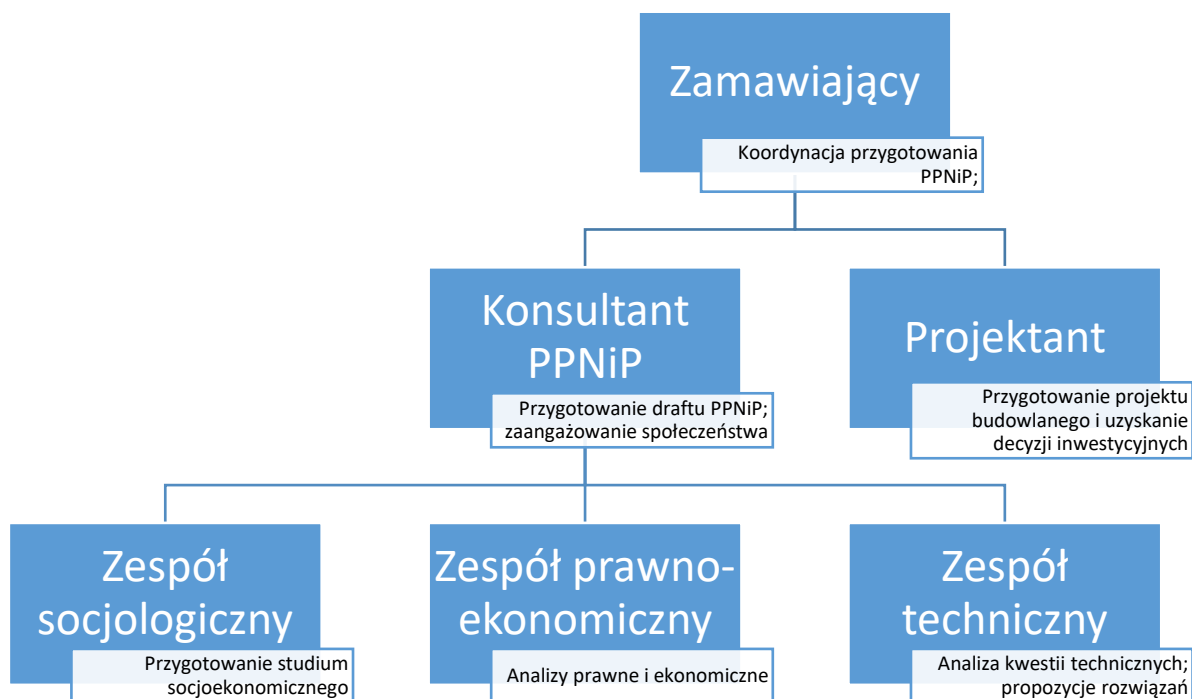 Zamawiający
Koordynacja przygotowania
PPNiP;
Konsultant
PPNiP
Przygotowanie draftu PPNiP;
zaangażowanie społeczeństwa
Projektant
Przygotowanie projektu
budowlanego i uzyskanie
decyzji inwestycyjnych
Zespół
socjologiczny
Przygotowanie studium
socjoekonomicznego
Zespół prawno-
ekonomiczny
Analizy prawne i ekonomiczne
Zespół
techniczny
Analiza kwestii technicznych;
propozycje rozwiązań